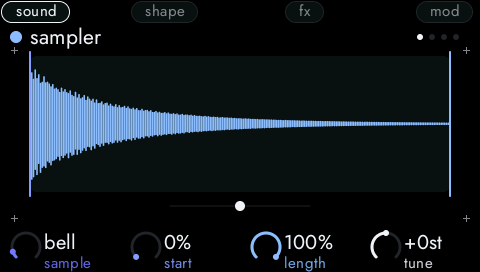 sound shape fx mod
sampler
bell 0% 100% +0st
sample start length tune